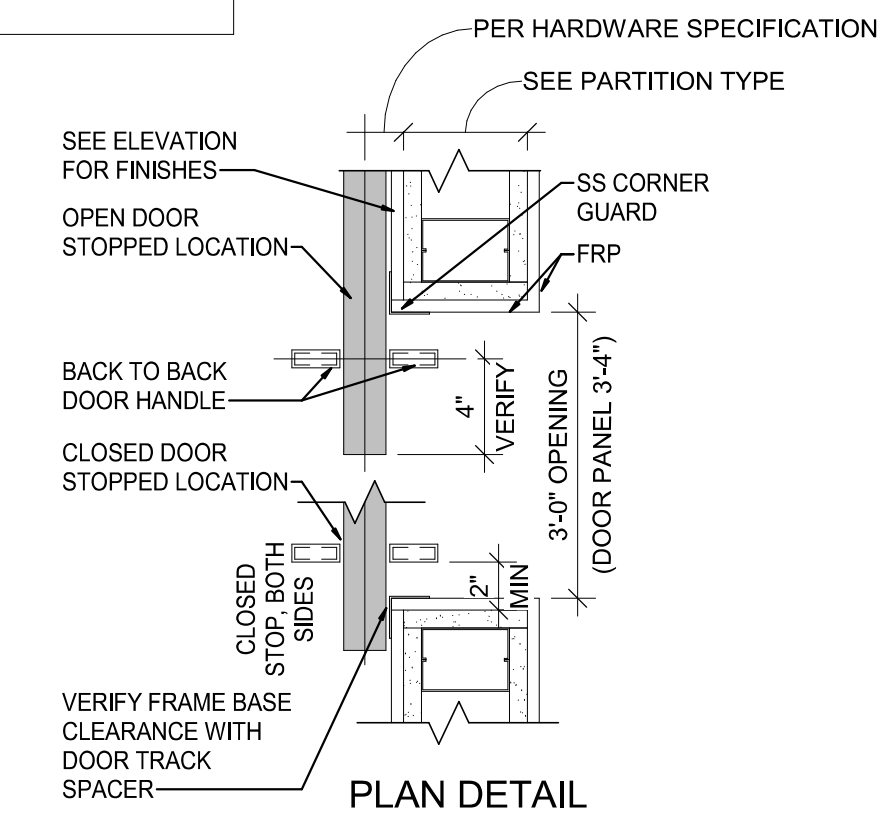 PER HARDWARE SPECIFICATION
SEE PARTITION TYPE
SEE ELEVATION
FOR FINISHES
SS CORNER
GUARD
OPEN DOOR
STOPPED LOCATION
FRP
BACK TO BACK
DOOR HANDLE
4"
VERIFY
3'-0" OPENING
(DOOR PANEL 3'-4")
CLOSED DOOR
STOPPED LOCATION
CLOSED
STOP, BOTH
SIDES
2"
MIN
VERIFY FRAME BASE
CLEARANCE WITH
DOOR TRACK
SPACER
PLAN DETAIL